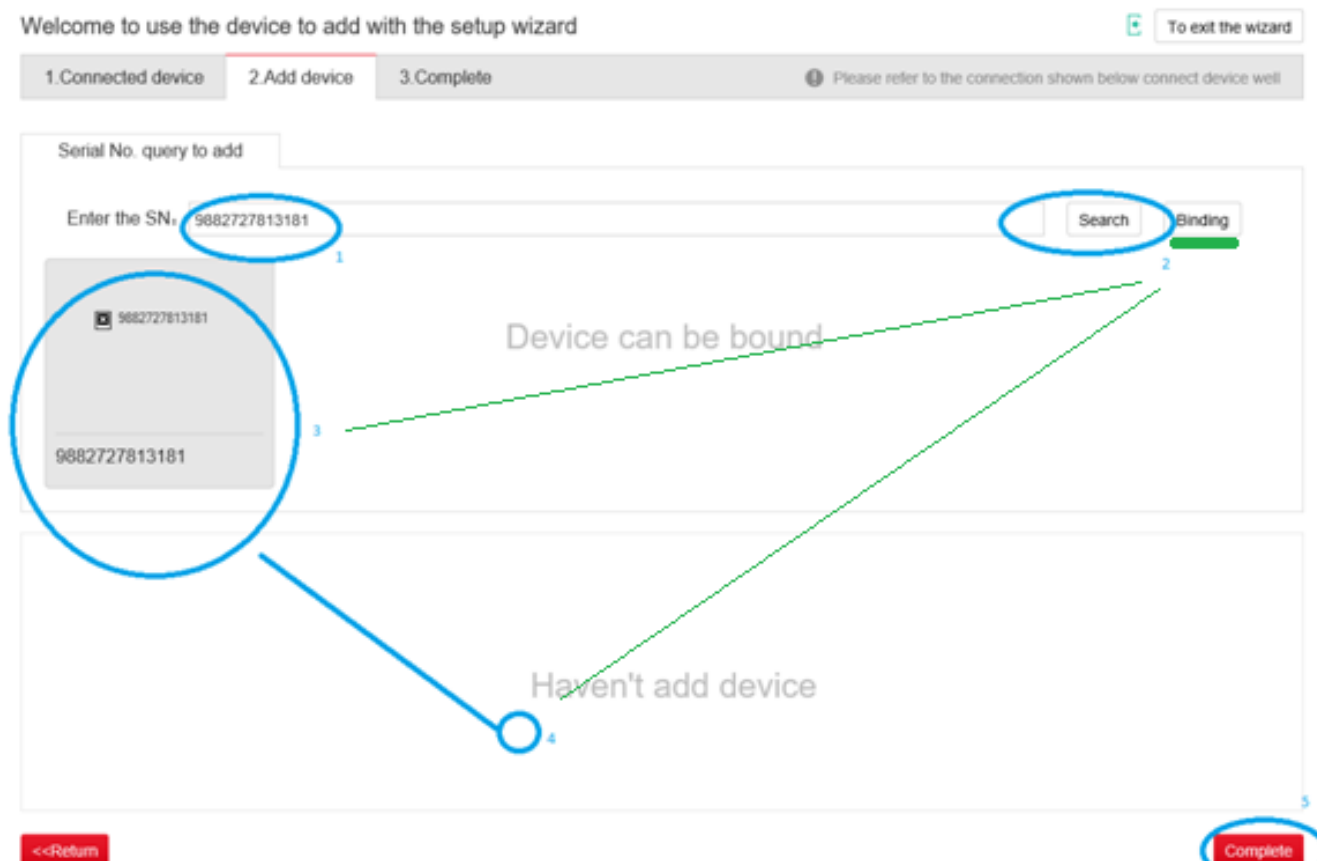 Welcome to use the device to add with the setup wizard
To exit the wizard
1.Connected device
2.Add device
3.Complete
Please refer to the connection shown below connect device well
Serial No. query to add
Enter the SN:
9882727813181
Search
Binding
1
2
9882727813181
Device can be bound
3
9882727813181
Haven't add device
4
5
<<Return
Complete